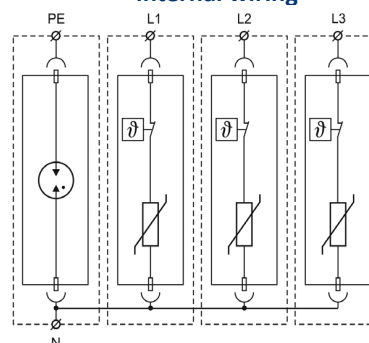 Internal wiring
PE L1 L2 L3
ϑ ϑ ϑ
N